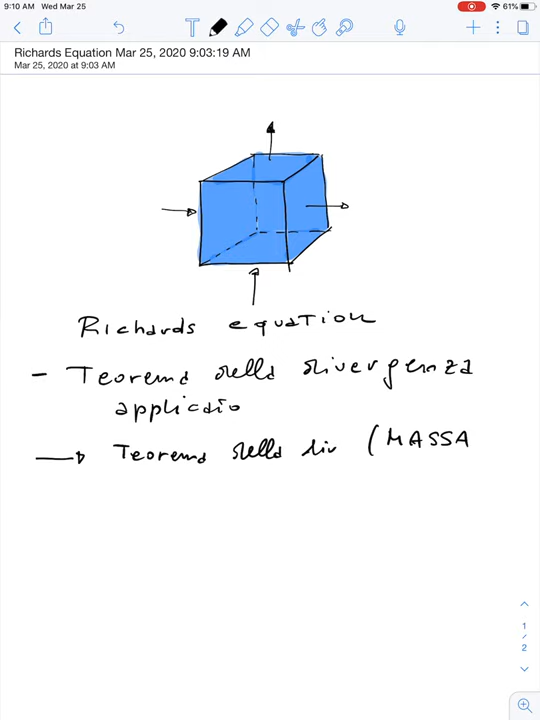 9:10 AM Wed Mar 25
61%
T
Richards Equation Mar 25, 2020 9:03:19 AM
Mar 25, 2020 at 9:03 AM
Richards equation
- Teorema della divergenza
applicato
→ Teorema della div (MASSA
1
/
2